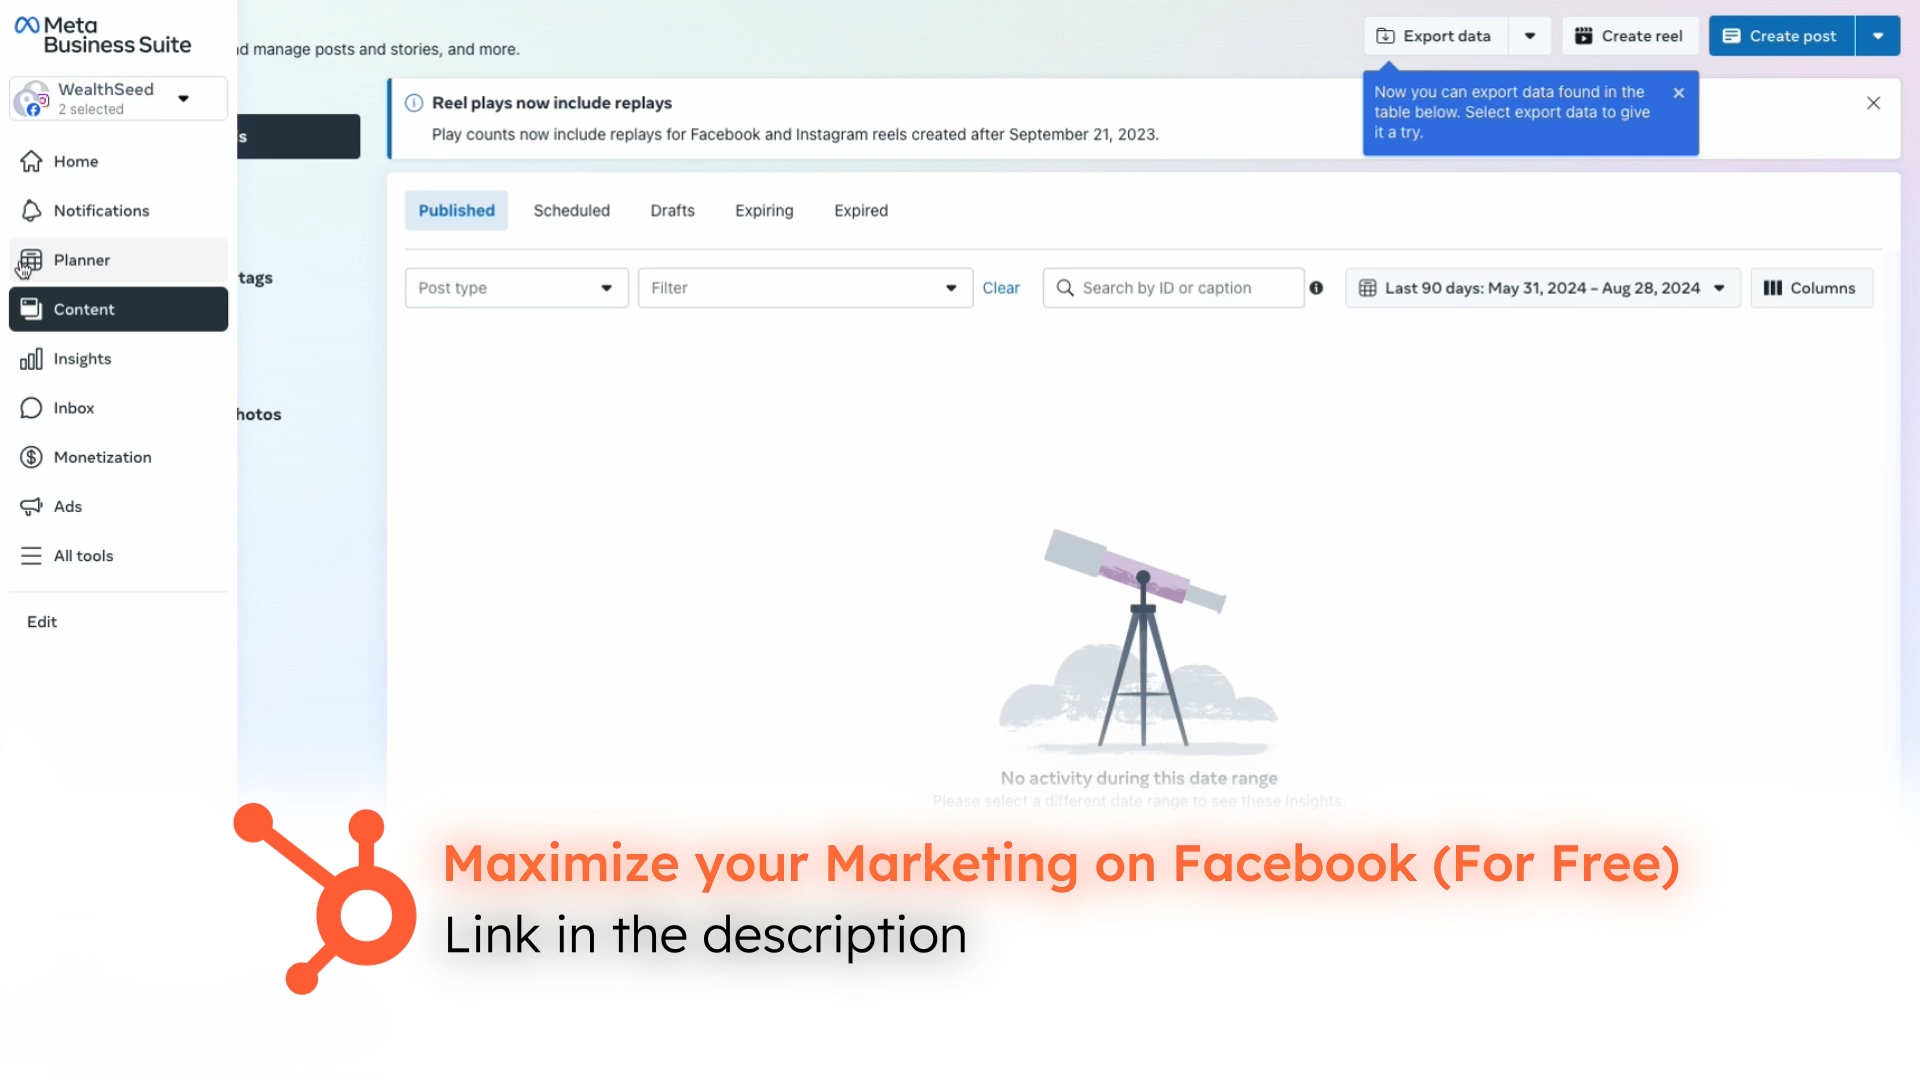 Meta
Business Suite
nd manage posts and stories, and more.
Export data
Create reel
Create post
WealthSeed
2 selected
s
Reel plays now include replays
Play counts now include replays for Facebook and Instagram reels created after September 21, 2023.
Now you can export data found in the
table below. Select export data to give
it a try.
Home
Notifications
Planner
Content
Insights
Inbox
Monetization
Ads
All tools
Edit
tags
hotos
Published
Scheduled
Drafts
Expiring
Expired
Post type
Filter
Clear
Search by ID or caption
Last 90 days: May 31, 2024 – Aug 28, 2024
Columns
No activity during this date range
Please select a different date range to see these insights.
Maximize your Marketing on Facebook (For Free)
Link in the description